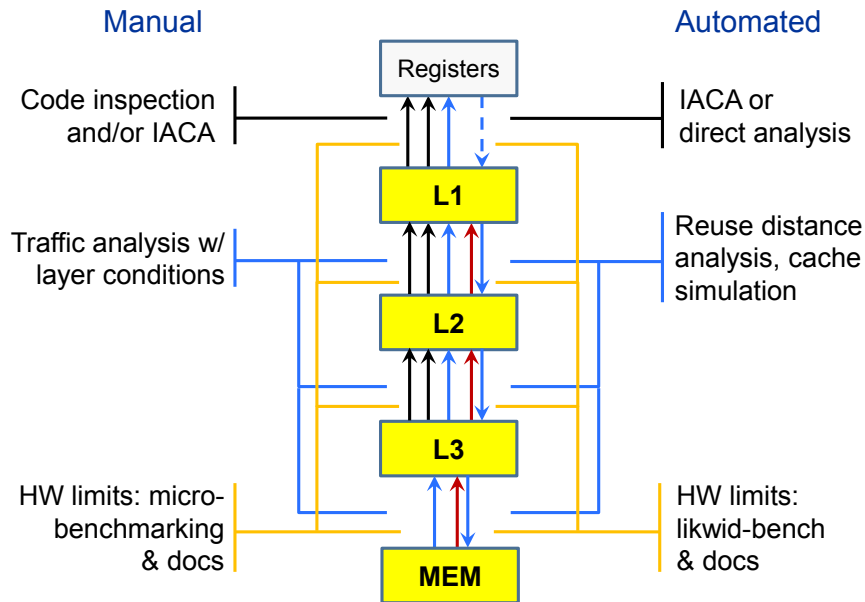 Manual
Automated
Registers
Code inspection
and/or IACA
IACA or
direct analysis
L1
Traffic analysis w/
layer conditions
Reuse distance
analysis, cache
simulation
L2
L3
HW limits: micro-
benchmarking
& docs
HW limits:
likwid-bench
& docs
MEM